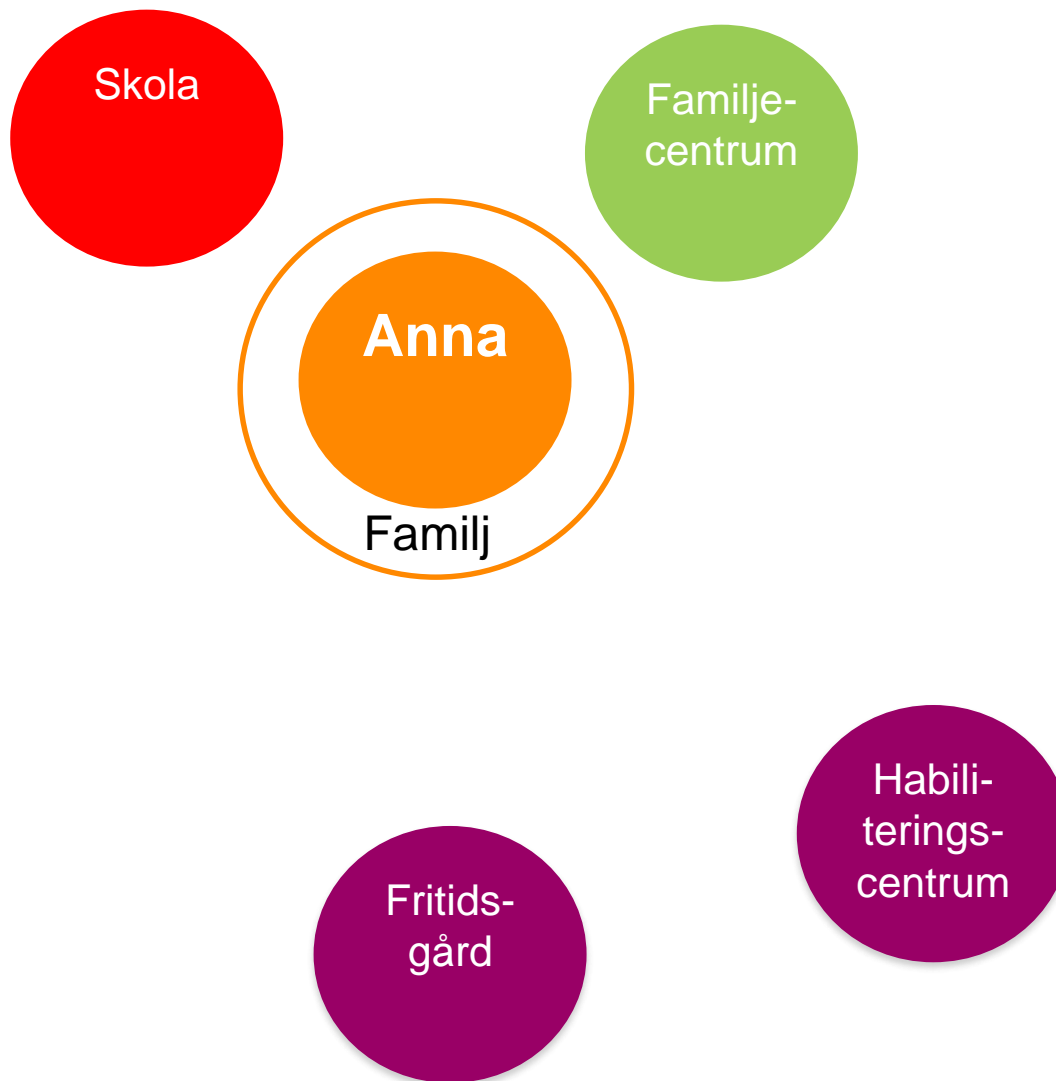 Skola
Familje-
centrum
Anna
Familj
Habili-
terings-
centrum
Fritids-
gård